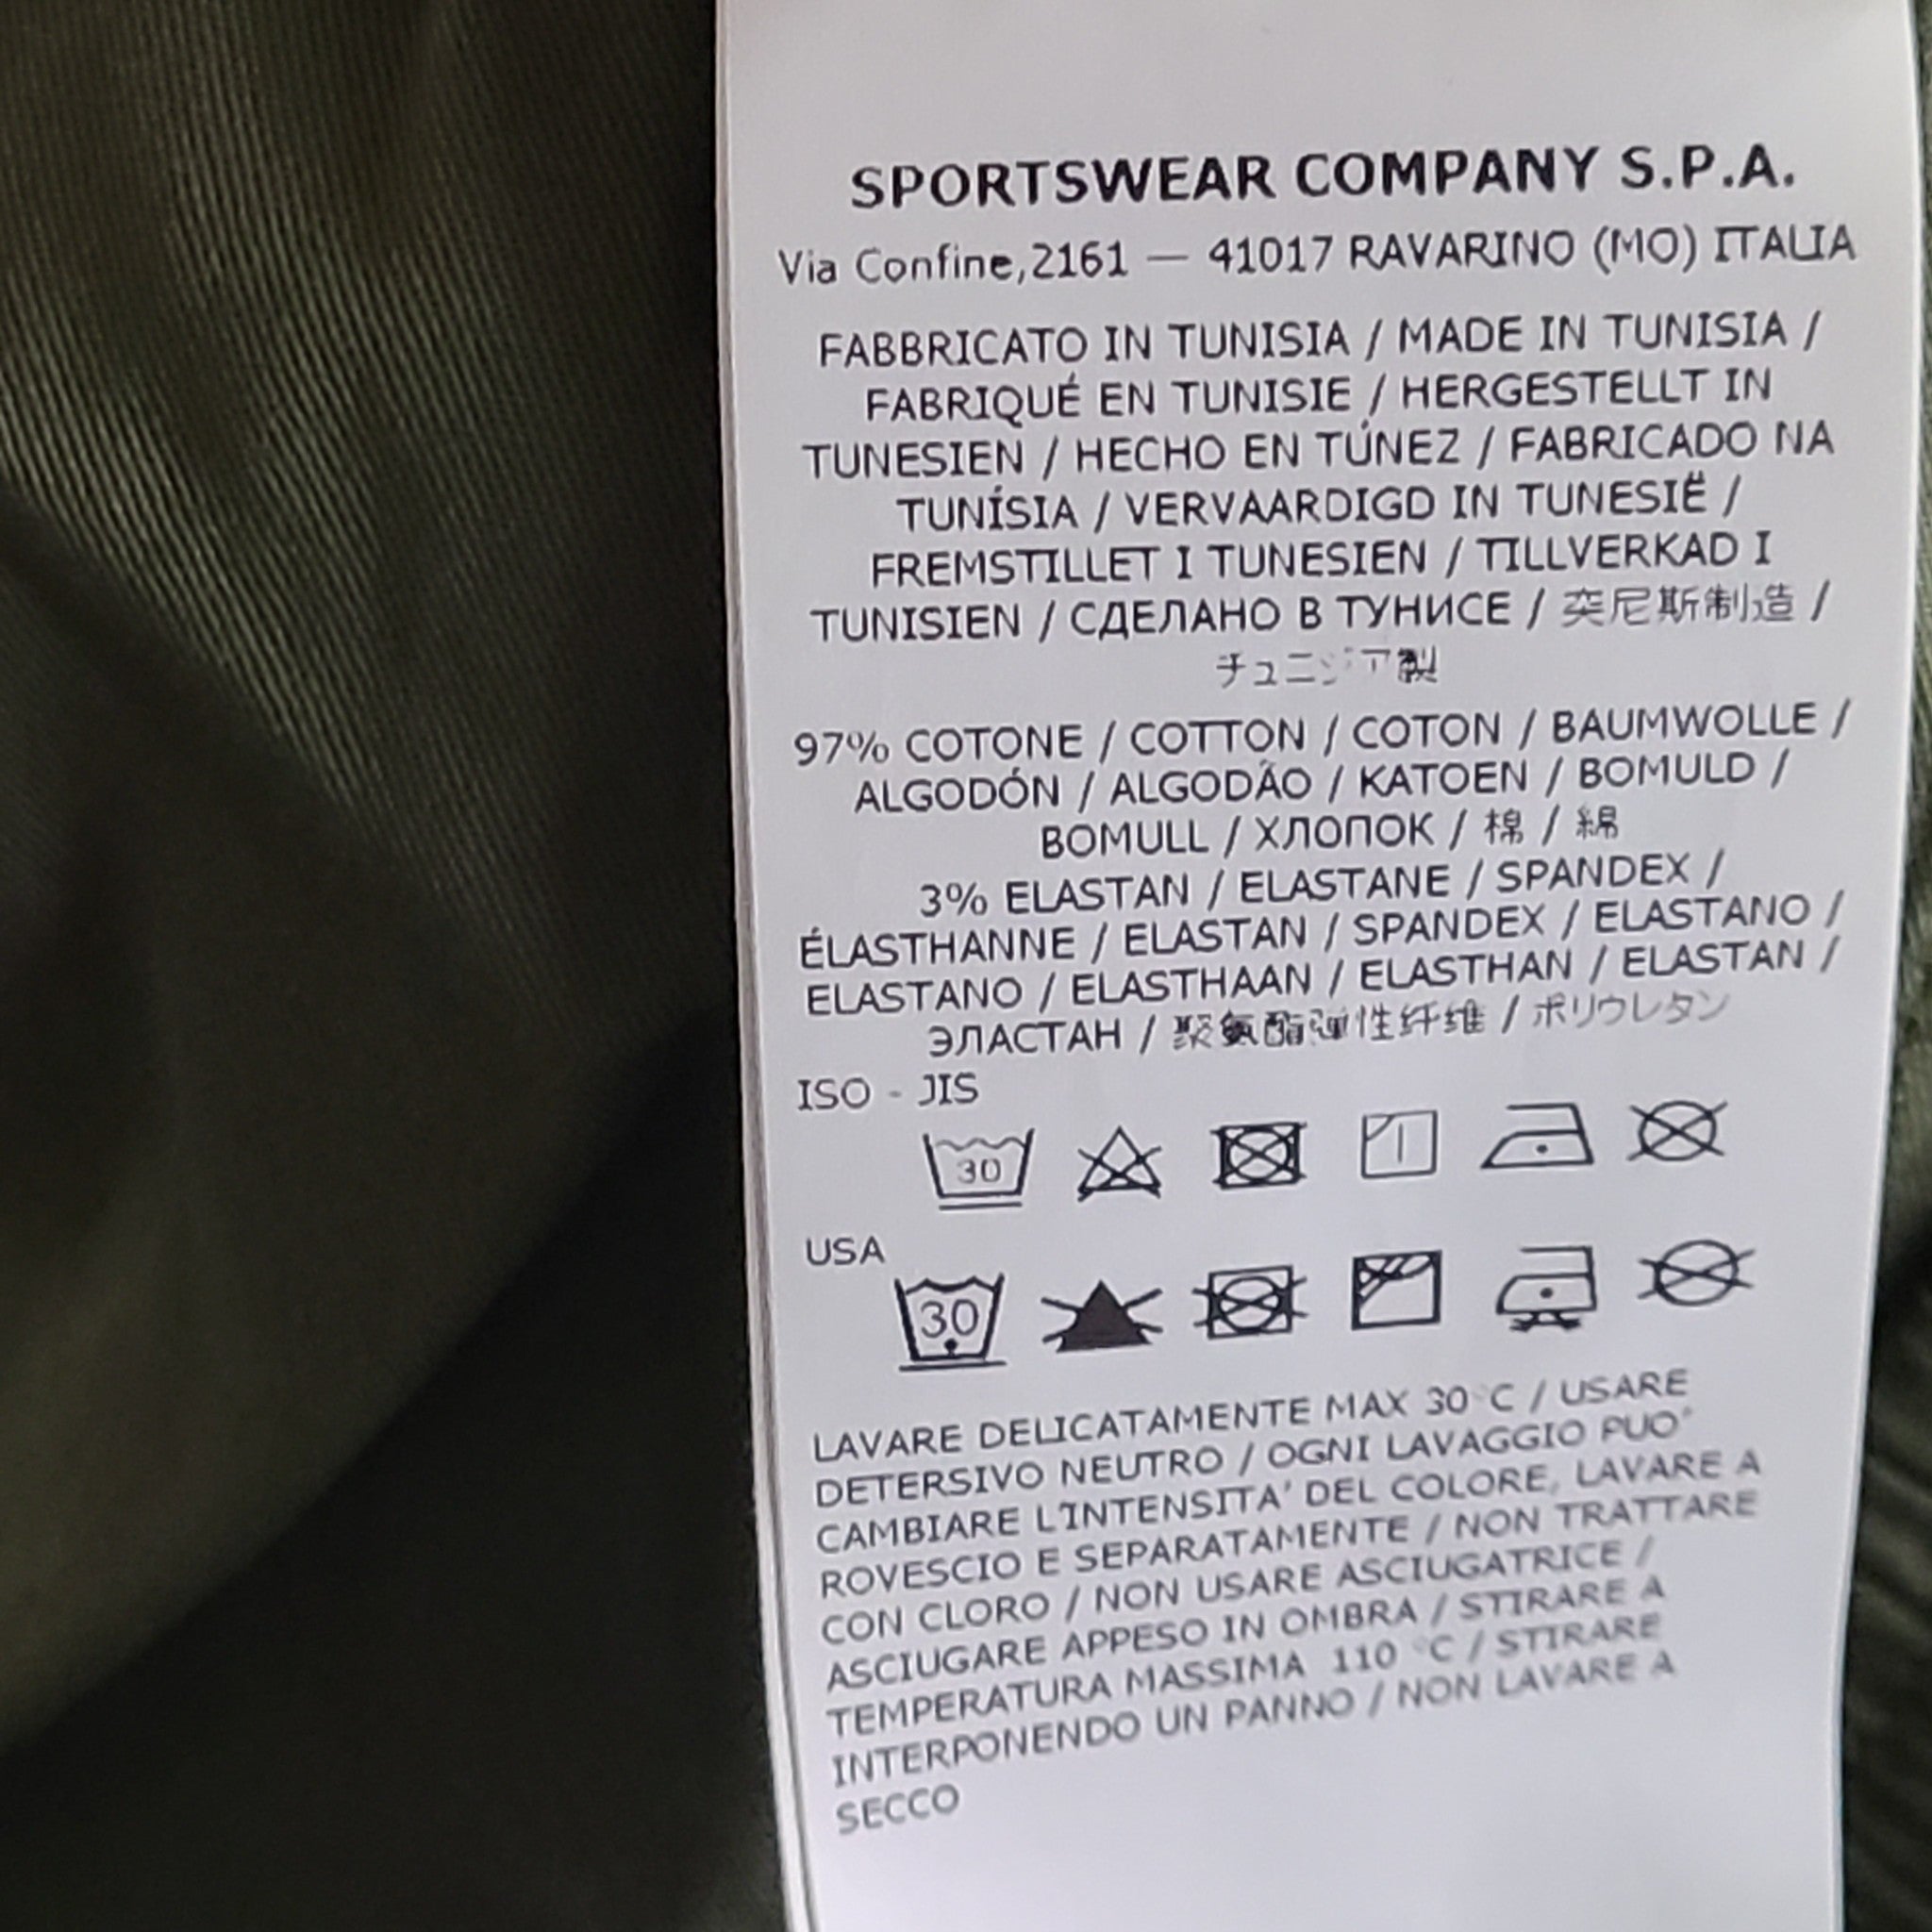 SPORTSWEAR COMPANY S.P.A.
Via Confine,2161 — 41017 RAVARINO (MO) ITALIA
FABBRICATO IN TUNISIA / MADE IN TUNISIA /
FABRIQUÉ EN TUNISIE / HERGESTELLT IN
TUNESIEN / HECHO EN TÚNEZ / FABRICADO NA
TUNÍSIA / VERVAARDIGD IN TUNESIË /
FREMSTILLET I TUNESIEN / TILLVERKAD I
TUNISIEN / СДЕЛАНО В ТУНИСЕ / 突尼斯制造 /
チュニジア製
97% COTONE / COTTON / COTON / BAUMWOLLE /
ALGODÓN / ALGODÃO / KATOEN / BOMULD /
BOMULL / ХЛОПОК / 棉 / 綿
3% ELASTAN / ELASTANE / SPANDEX /
ÉLASTHANNE / ELASTAN / SPANDEX / ELASTANO /
ELASTANO / ELASTHAAN / ELASTHAN / ELASTAN /
ЭЛАСТАН / 聚氨酯弹性纤维 / ポリウレタン
ISO - JIS
30
USA
30
LAVARE DELICATAMENTE MAX 30°C / USARE
DETERSIVO NEUTRO / OGNI LAVAGGIO PUO'
CAMBIARE L'INTENSITA' DEL COLORE, LAVARE A
ROVESCIO E SEPARATAMENTE / NON TRATTARE
CON CLORO / NON USARE ASCIUGATRICE /
ASCIUGARE APPESO IN OMBRA / STIRARE A
TEMPERATURA MASSIMA 110 °C / STIRARE
INTERPONENDO UN PANNO / NON LAVARE A
SECCO